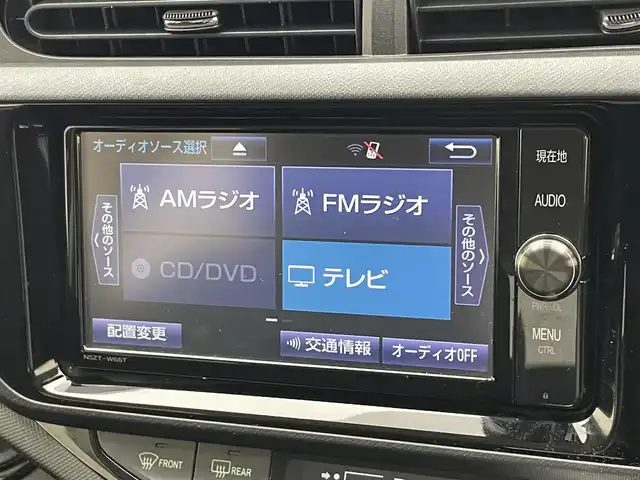 オーディオソース選択
現在地
AMラジオ
FMラジオ
AUDIO
その他のソース
その他のソース
CD/DVD
テレビ
PWR・VOL
配置変更
交通情報
オーディオOFF
MENU
CTRL
NSZT-W66T
FRONT
REAR